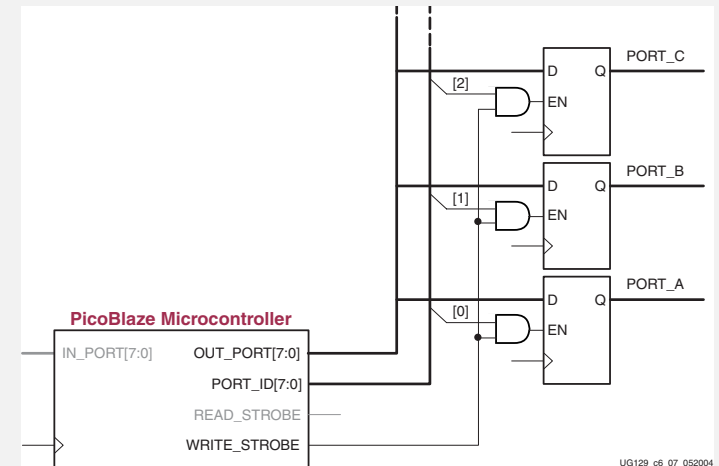 PORT_C
D Q
[2]
EN
PORT_B
D Q
[1]
EN
PORT_A
D Q
[0]
EN
PicoBlaze Microcontroller
IN_PORT[7:0] OUT_PORT[7:0]
PORT_ID[7:0]
READ_STROBE
WRITE_STROBE
UG129_c6_07_052004